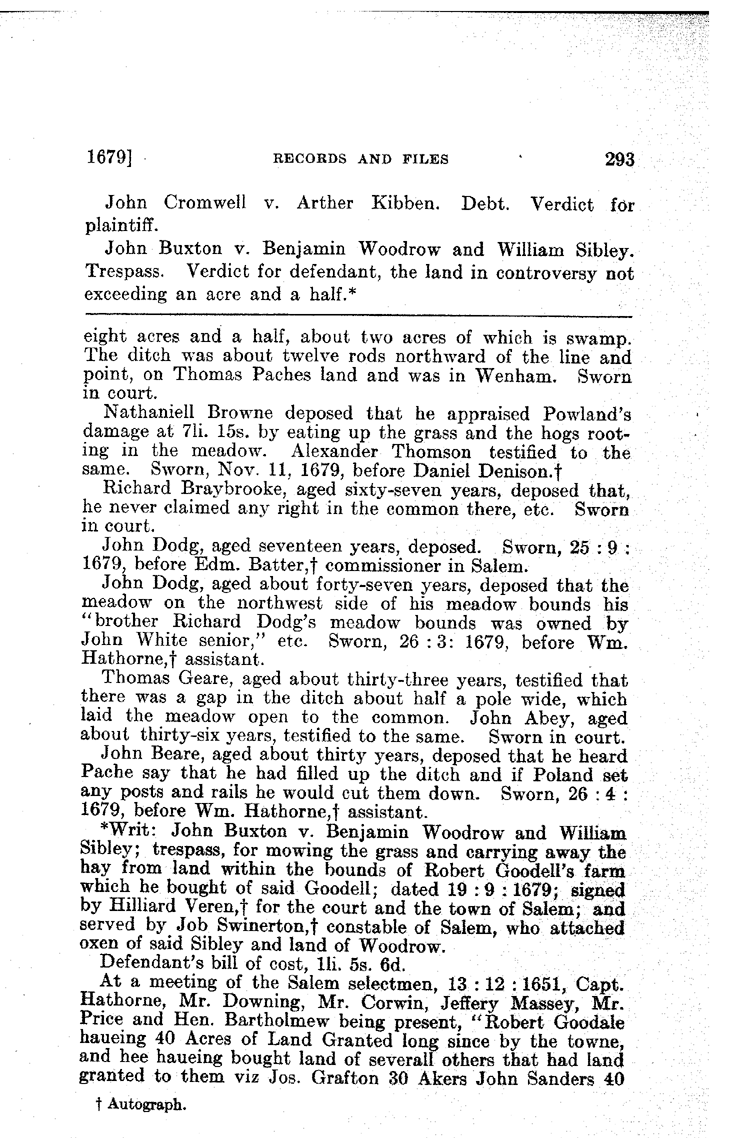 1679] RECORDS AND FILES 293
John Cromwell v. Arther Kibben. Debt. Verdict for
plaintiff.
John Buxton v. Benjamin Woodrow and William Sibley.
Trespass. Verdict for defendant, the land in controversy not
exceeding an acre and a half.*
eight acres and a half, about two acres of which is swamp.
The ditch was about twelve rods northward of the line and
point, on Thomas Paches land and was in Wenham. Sworn
in court.
Nathaniell Browne deposed that he appraised Powland's
damage at 7li. 15s. by eating up the grass and the hogs root-
ing in the meadow. Alexander Thomson testified to the
same. Sworn, Nov. 11, 1679, before Daniel Denison.†
Richard Braybrooke, aged sixty-seven years, deposed that,
he never claimed any right in the common there, etc. Sworn
in court.
John Dodg, aged seventeen years, deposed. Sworn, 25 : 9 :
1679, before Edm. Batter,† commissioner in Salem.
John Dodg, aged about forty-seven years, deposed that the
meadow on the northwest side of his meadow bounds his
"brother Richard Dodg's meadow bounds was owned by
John White senior," etc. Sworn, 26 : 3: 1679, before Wm.
Hathorne,† assistant.
Thomas Geare, aged about thirty-three years, testified that
there was a gap in the ditch about half a pole wide, which
laid the meadow open to the common. John Abey, aged
about thirty-six years, testified to the same. Sworn in court.
John Beare, aged about thirty years, deposed that he heard
Pache say that he had filled up the ditch and if Poland set
any posts and rails he would cut them down. Sworn, 26 : 4 :
1679, before Wm. Hathorne,† assistant.
*Writ: John Buxton v. Benjamin Woodrow and William
Sibley; trespass, for mowing the grass and carrying away the
hay from land within the bounds of Robert Goodell's farm
which he bought of said Goodell; dated 19 : 9 : 1679; signed
by Hilliard Veren,† for the court and the town of Salem; and
served by Job Swinerton,† constable of Salem, who attached
oxen of said Sibley and land of Woodrow.
Defendant's bill of cost, 1li. 5s. 6d.
At a meeting of the Salem selectmen, 13 : 12 : 1651, Capt.
Hathorne, Mr. Downing, Mr. Corwin, Jeffery Massey, Mr.
Price and Hen. Bartholmew being present, "Robert Goodale
haueing 40 Acres of Land Granted long since by the towne,
and hee haueing bought land of severall others that had land
granted to them viz Jos. Grafton 30 Akers John Sanders 40
† Autograph.